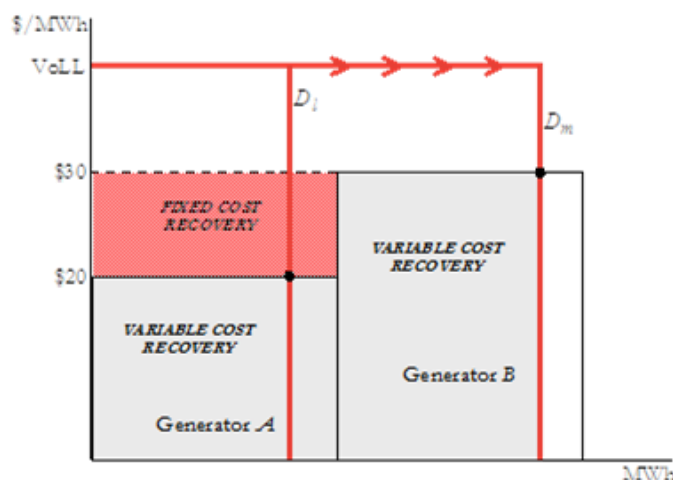 $/MWh
VoLL
D_l
D_m
$30
FIXED COST
RECOVERY
VARIABLE COST
RECOVERY
$20
VARIABLE COST
RECOVERY
Generator B
Generator A
MWh